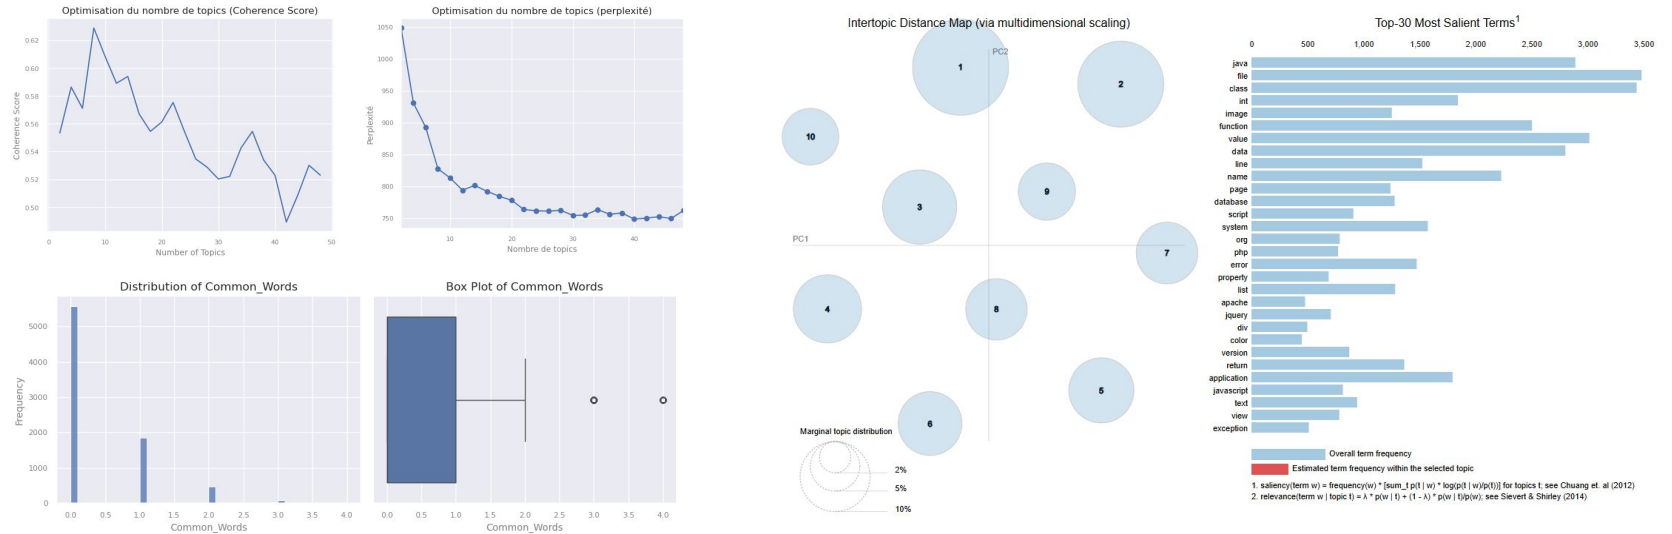 Optimisation du nombre de topics (Coherence Score)
0.62
0.60
0.58
0.56
0.54
0.52
0.50
Coherence Score
0
10
20
30
40
50
Number of Topics
Optimisation du nombre de topics (perplexité)
1050
1000
950
900
850
800
750
Perplexité
10
20
30
40
Nombre de topics
Distribution of Common_Words
5000
4000
3000
2000
1000
0
Frequency
0.0
0.5
1.0
1.5
2.0
2.5
3.0
3.5
4.0
Common_Words
Box Plot of Common_Words
0.0
0.5
1.0
1.5
2.0
2.5
3.0
3.5
4.0
Common_Words
Intertopic Distance Map (via multidimensional scaling)
PC2
PC1
1
2
10
9
3
7
4
8
5
6
Marginal topic distribution
2%
5%
10%
Top-30 Most Salient Terms1
0
500
1,000
1,500
2,000
2,500
3,000
3,500
java
file
class
int
image
function
value
data
line
name
page
database
script
system
org
php
error
property
list
apache
jquery
div
color
version
return
application
javascript
text
view
exception
Overall term frequency
Estimated term frequency within the selected topic
1. saliency(term w) = frequency(w) * [sum_t p(t | w) * log(p(t | w)/p(t))] for topics t; see Chuang et. al (2012)
2. relevance(term w | topic t) = λ * p(w | t) + (1 - λ) * p(w | t)/p(w); see Sievert & Shirley (2014)